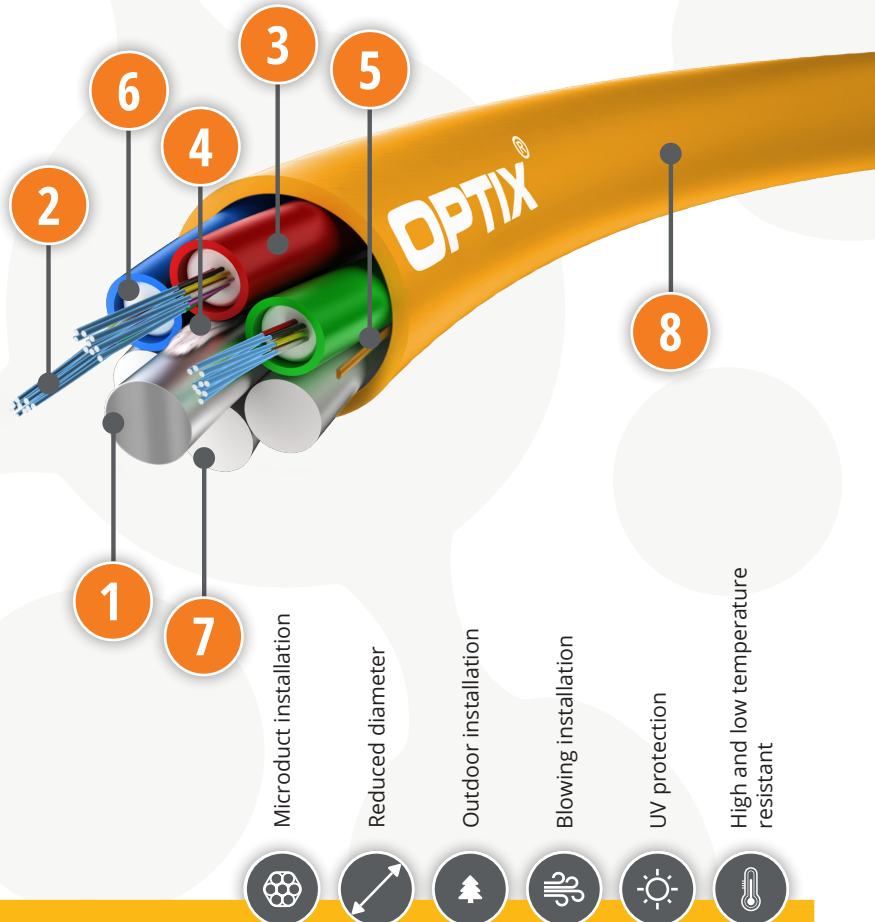 3
5
6
4
2
OPTIX®
8
1
7
Microduct installation
Reduced diameter
Outdoor installation
Blowing installation
UV protection
High and low temperature
resistant